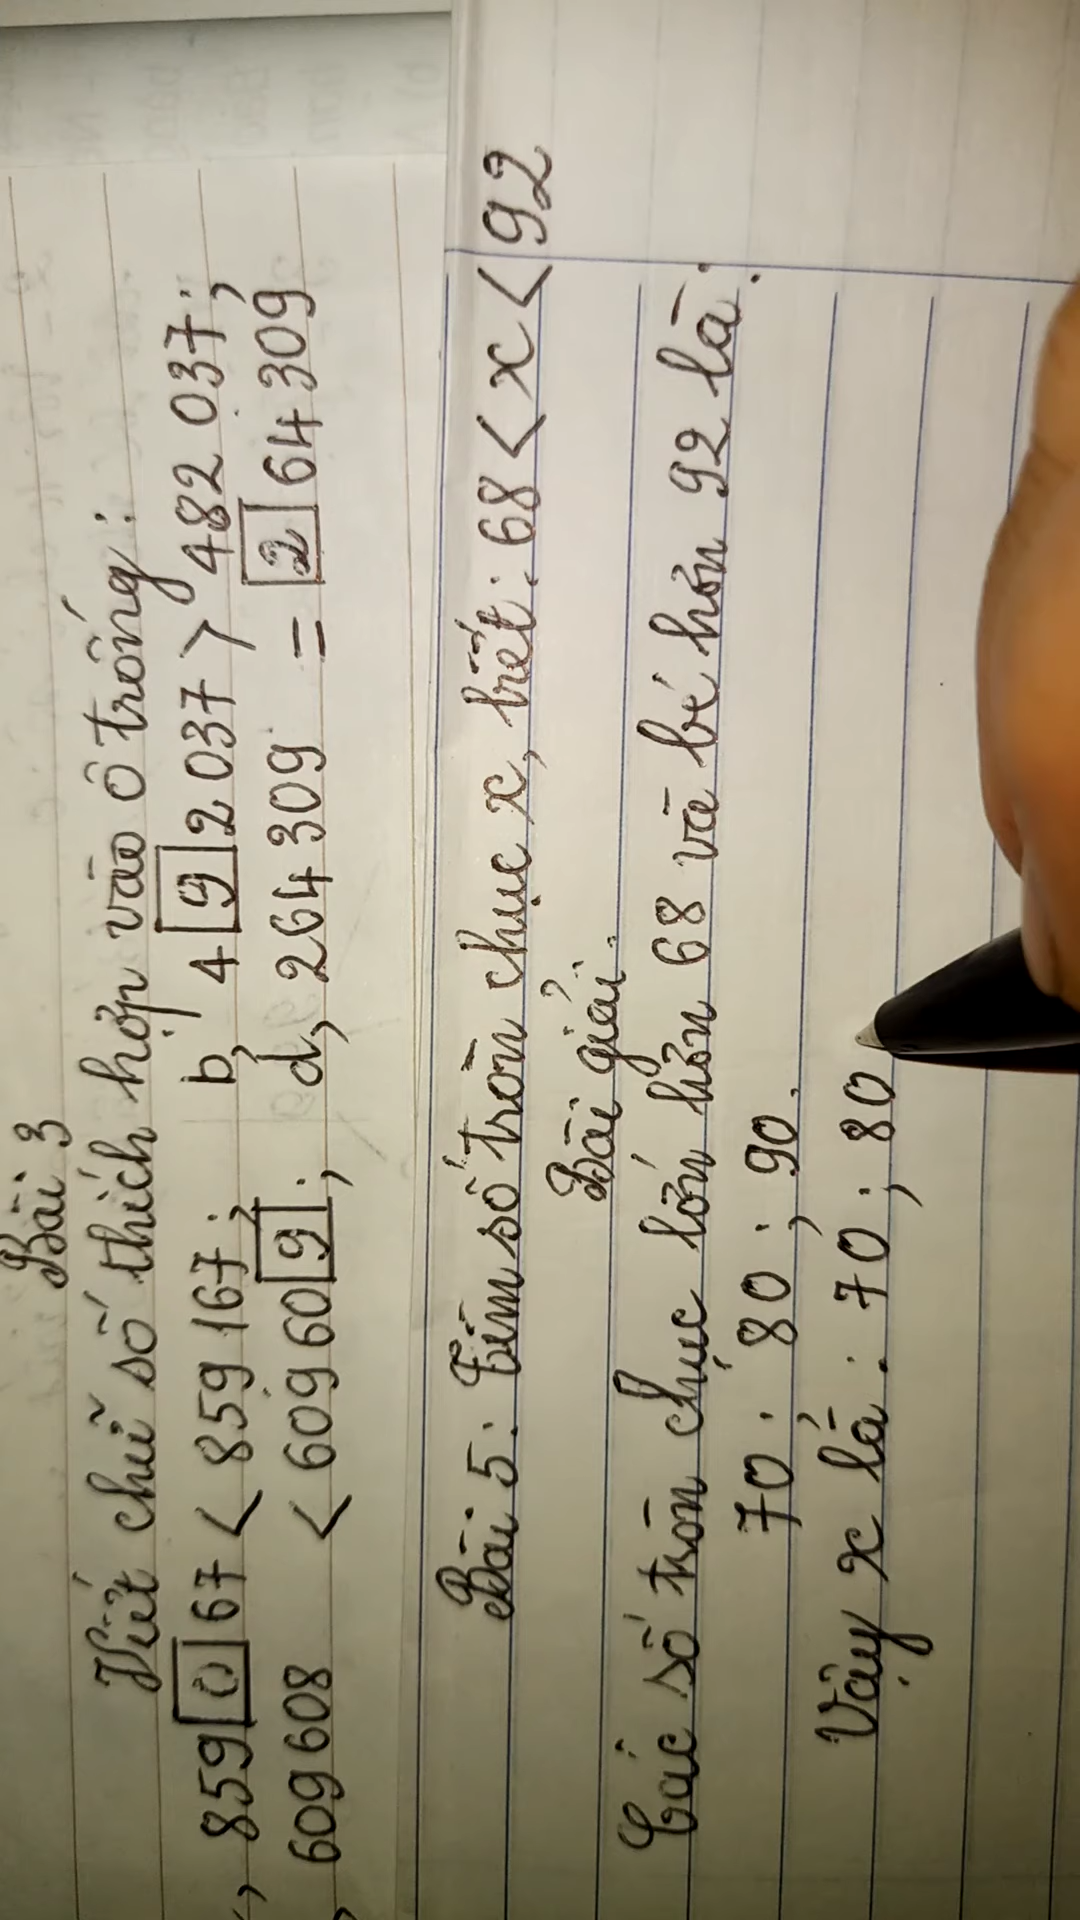 Bài 3
Viết chữ số thích hợp vào ô trống:
, 859 0 67 < 859 167 ; b, 4 9 2 037 > 482 037 ;
609 608 < 609 60 9 ; d, 264 309 = 2 64 309
Bài 5: Tìm số tròn chục x, biết: 68 < x < 92
Bài giải:
Các số tròn chục lớn hơn 68 và bé hơn 92 là:
70 ; 80 ; 90.
Vậy x là: 70 ; 80